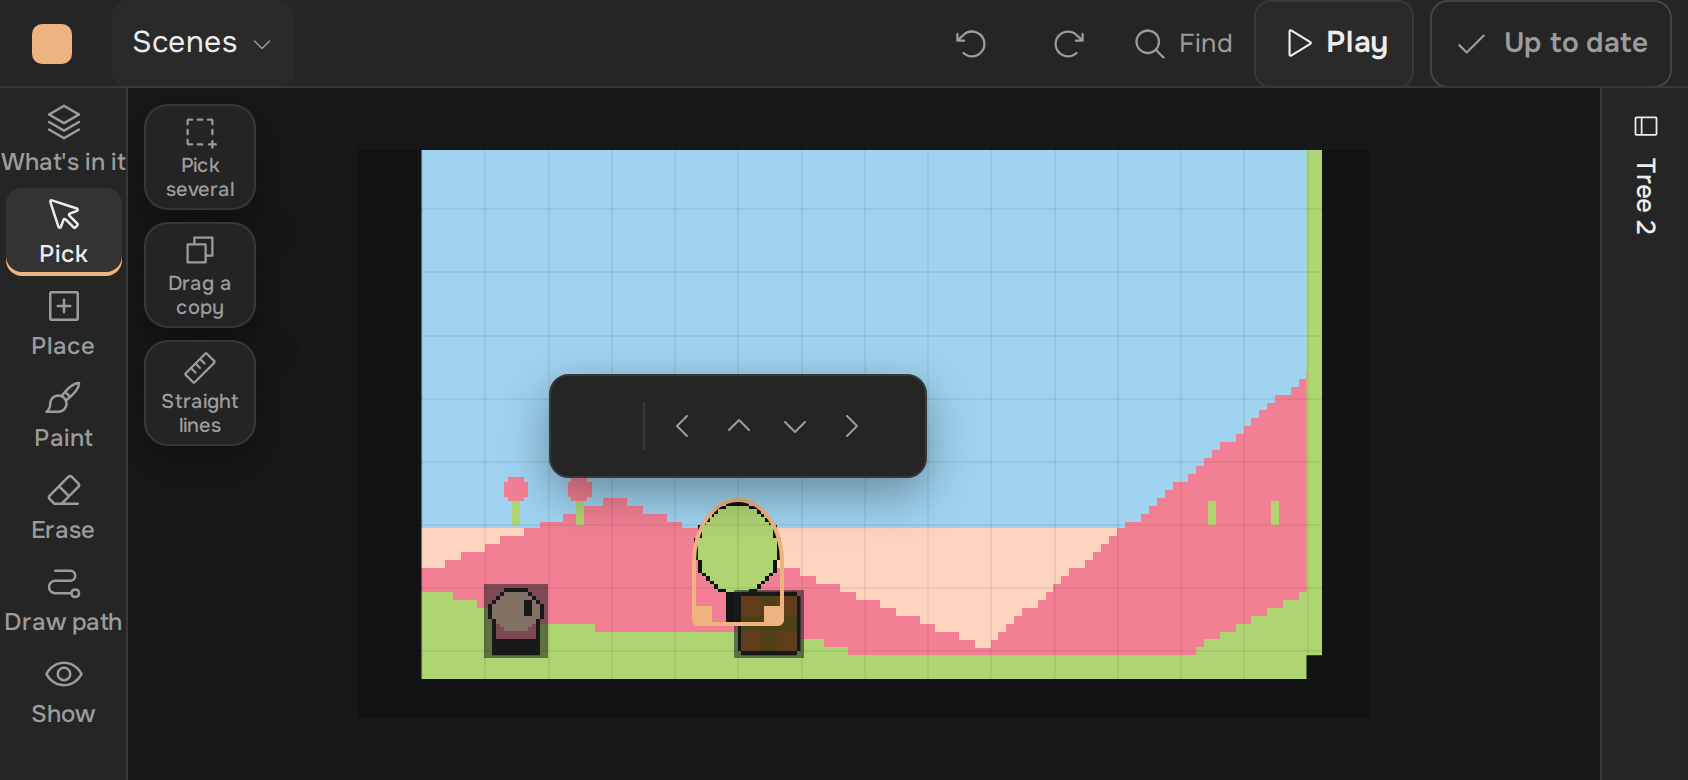 Scenes
Find
Play
Up to date
What's in it
Pick
Place
Paint
Erase
Draw path
Show
Pick
several
Drag a
copy
Straight
lines
Tree 2